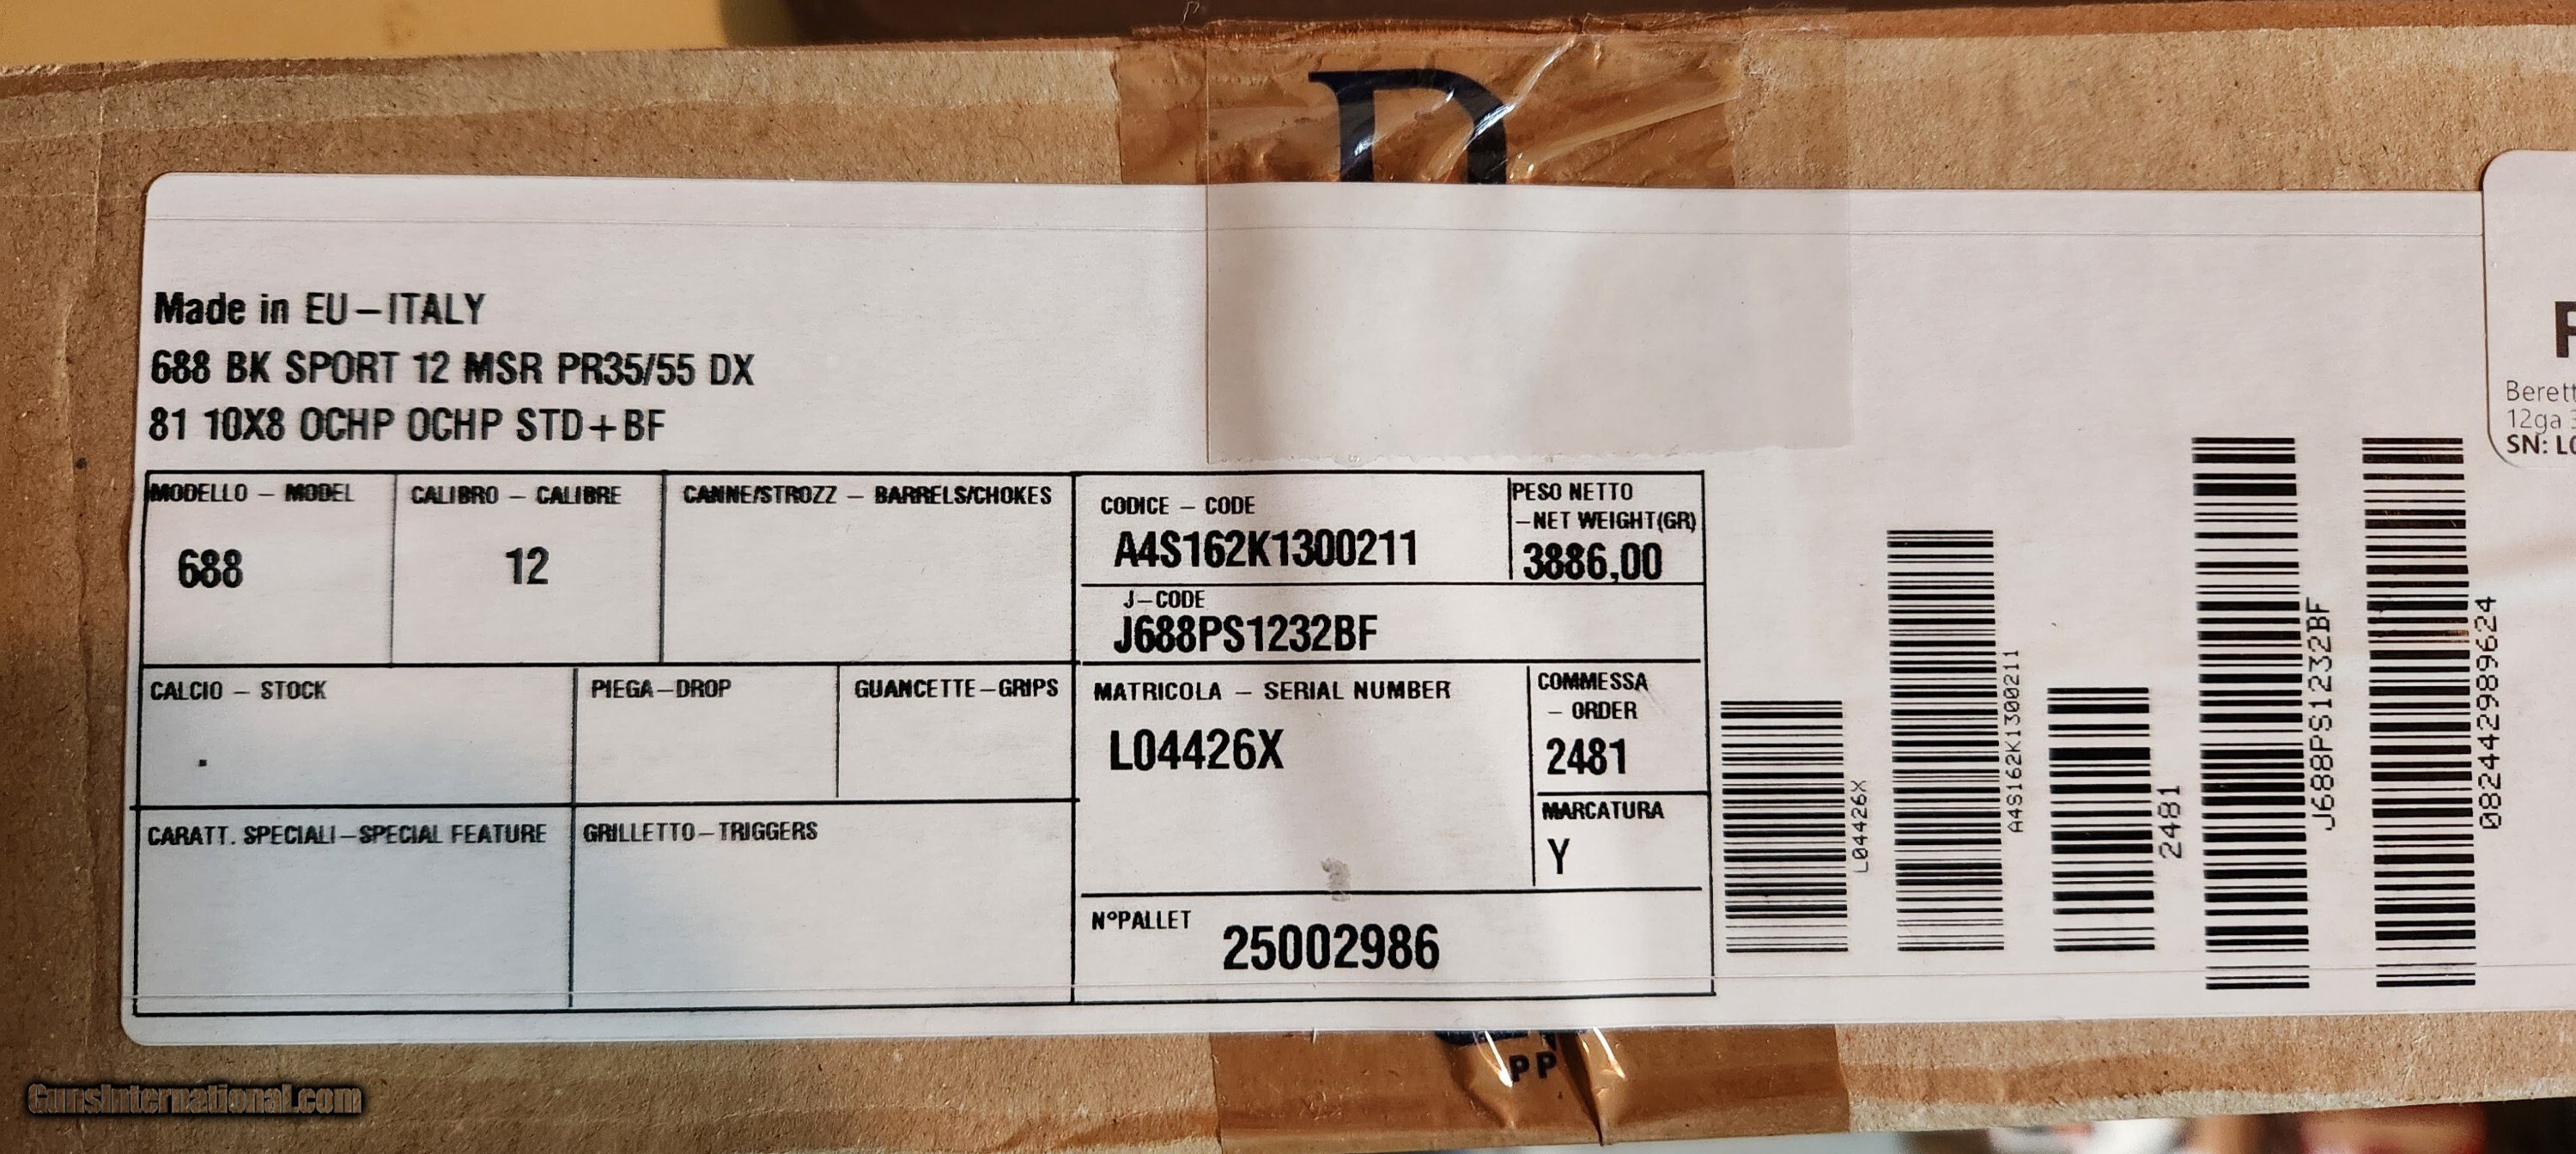 Made in EU-ITALY
688 BK SPORT 12 MSR PR35/55 DX
81 10X8 OCHP OCHP STD+BF
MODELLO - MODEL
688
CALIBRO - CALIBRE
12
CANNE/STROZZ - BARRELS/CHOKES
CODICE - CODE
A4S162K1300211
PESO NETTO
-NET WEIGHT(GR)
3886,00
J-CODE
J688PS1232BF
CALCIO - STOCK
.
PIEGA-DROP
GUANCETTE-GRIPS
MATRICOLA - SERIAL NUMBER
L04426X
COMMESSA
- ORDER
2481
MARCATURA
Y
CARATT. SPECIALI-SPECIAL FEATURE
GRILLETTO-TRIGGERS
N°PALLET
25002986
L04426X
A4S162K1300211
2481
J688PS1232BF
082442989624
12ga
SN:
PP
GunsInternational.com